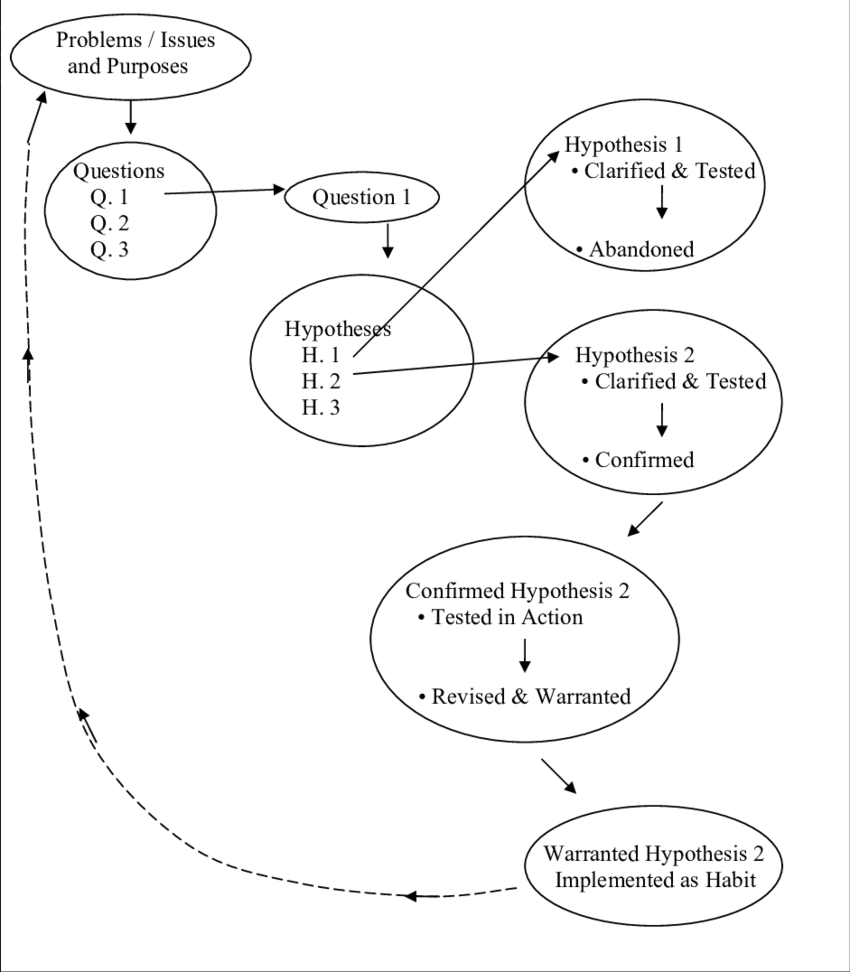 Problems / Issues
and Purposes
Questions
Q. 1
Q. 2
Q. 3
Question 1
Hypotheses
H. 1
H. 2
H. 3
Hypothesis 1
• Clarified & Tested
• Abandoned
Hypothesis 2
• Clarified & Tested
• Confirmed
Confirmed Hypothesis 2
• Tested in Action
• Revised & Warranted
Warranted Hypothesis 2
Implemented as Habit